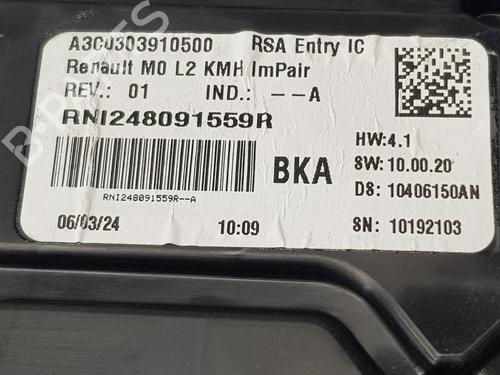 A3C0303910500 RSA Entry IC
Renault M0 L2 KMH ImPair
REV.: 01 IND.: --A
RNI248091559R
HW: 4.1
BKA
SW: 10.00.20
DS: 10406150AN
RNI248091559R--A
06/03/24 10:09 SN: 10192103